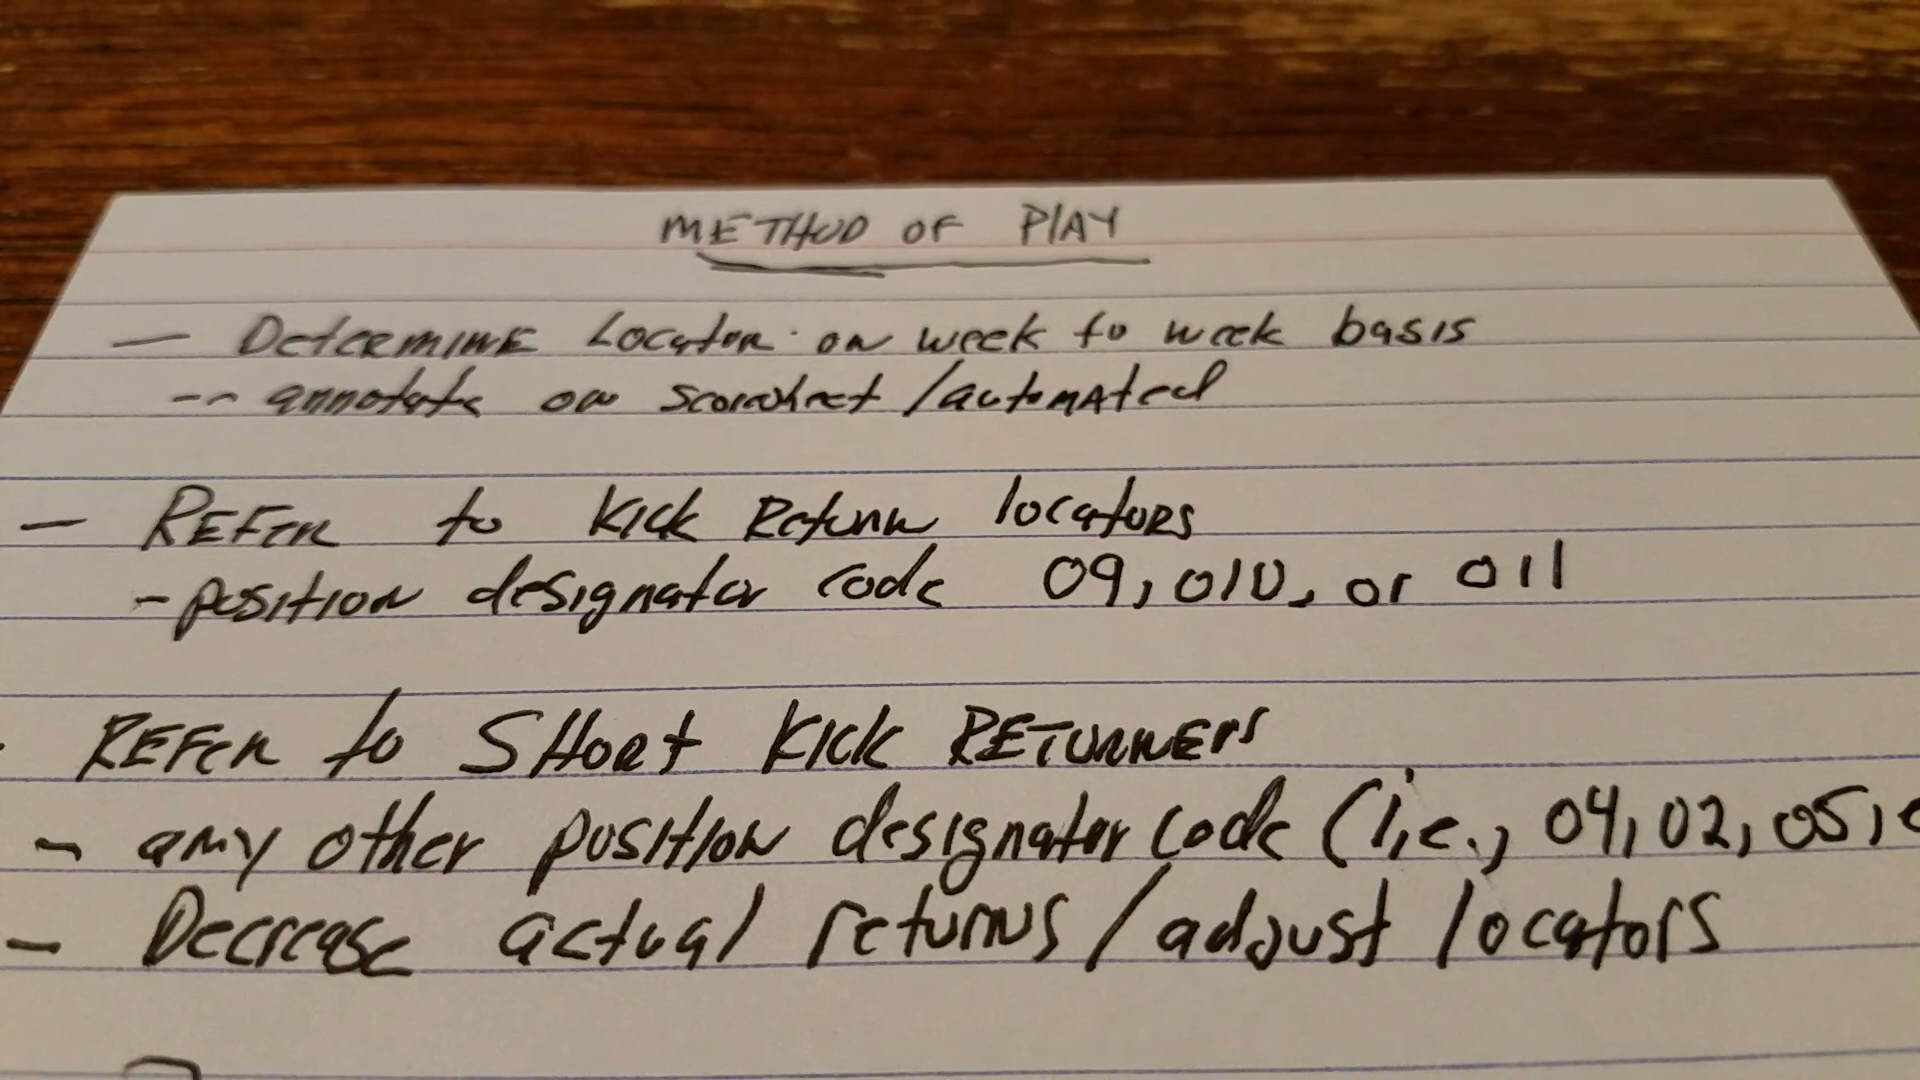 METHOD OF PLAY
— DETERMINE Locator on week to week basis
-- annotate on scoresheet/automated
— REFER to KICK Return locators
- position designator code 09, 010, or 011
REFER to SHORT KICK RETURNERS
- any other position designator code (i.e., 04, 02, 05,
— Decrease actual returns/adjust locators